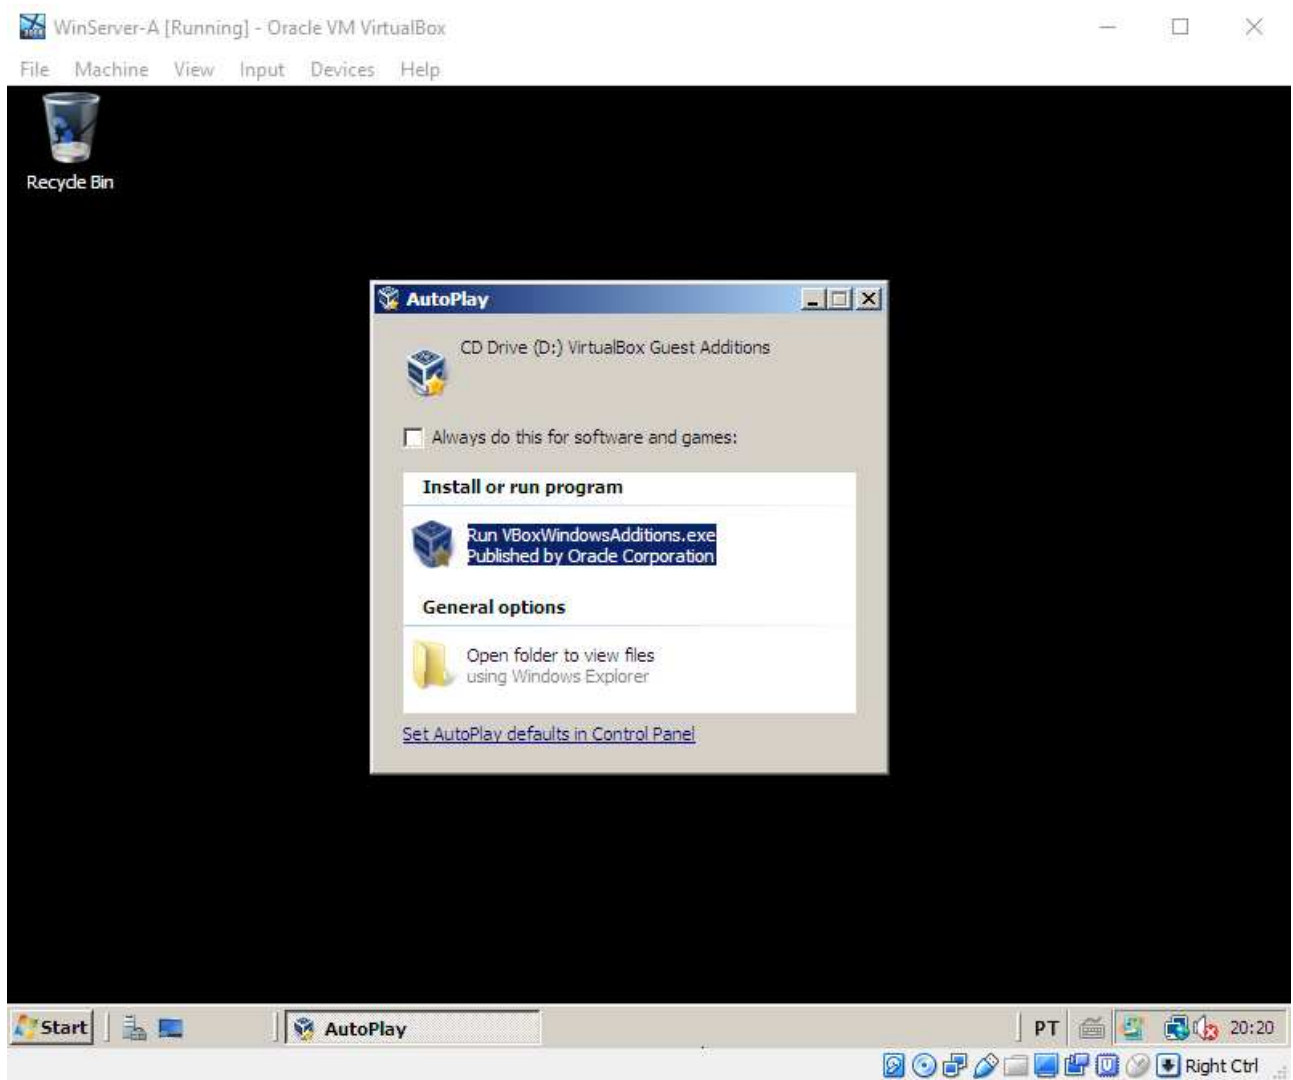 WinServer-A [Running] - Oracle VM VirtualBox
File Machine View Input Devices Help
Recycle Bin
AutoPlay
CD Drive (D:) VirtualBox Guest Additions
Always do this for software and games:
Install or run program
Run VBoxWindowsAdditions.exe
Published by Oracle Corporation
General options
Open folder to view files
using Windows Explorer
Set AutoPlay defaults in Control Panel
Start AutoPlay PT 20:20
Right Ctrl